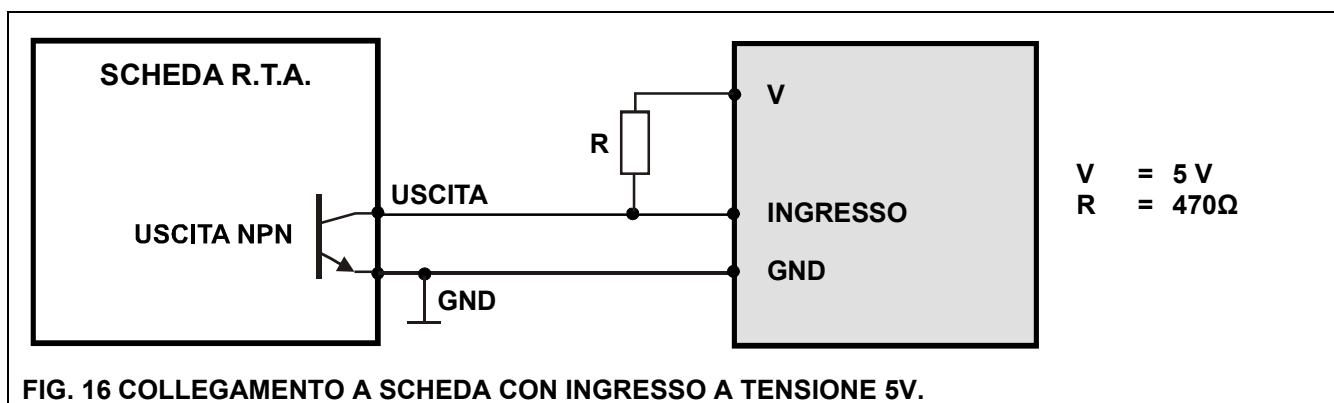 SCHEDA R.T.A.
V
R
V = 5 V
R = 470Ω
USCITA
INGRESSO
USCITA NPN
GND
GND
FIG. 16 COLLEGAMENTO A SCHEDA CON INGRESSO A TENSIONE 5V.